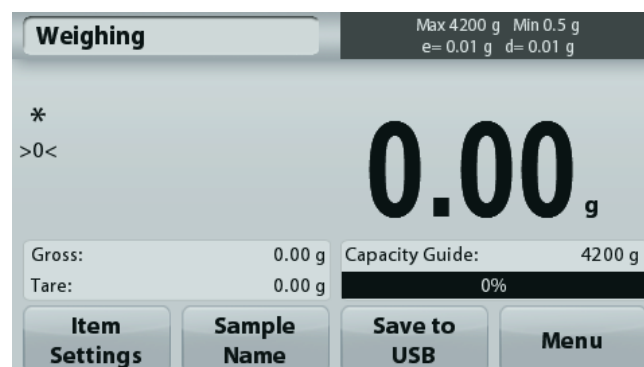 Weighing
Max 4200 g Min 0.5 g
e= 0.01 g d= 0.01 g
*
>0<
0.00 g
Gross: 0.00 g
Tare: 0.00 g
Capacity Guide: 4200 g
0%
Item
Settings
Sample
Name
Save to
USB
Menu